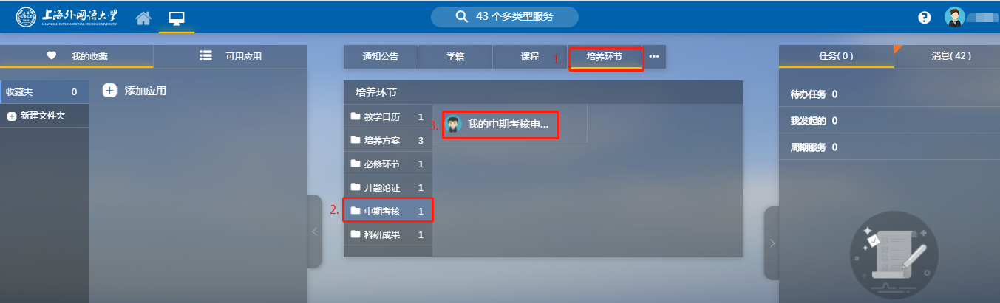 上海外国语大学
SHANGHAI INTERNATIONAL STUDIES UNIVERSITY
43 个多类型服务
我的收藏
可用应用
收藏夹 0
新建文件夹
添加应用
通知公告
学籍
课程
1.
培养环节
培养环节
教学日历 1
培养方案 3
必修环节 1
开题论证 1
2.
中期考核 1
科研成果 1
3.
我的中期考核申...
任务( 0 )
消息( 42 )
待办任务 0
我发起的 0
周期服务 0